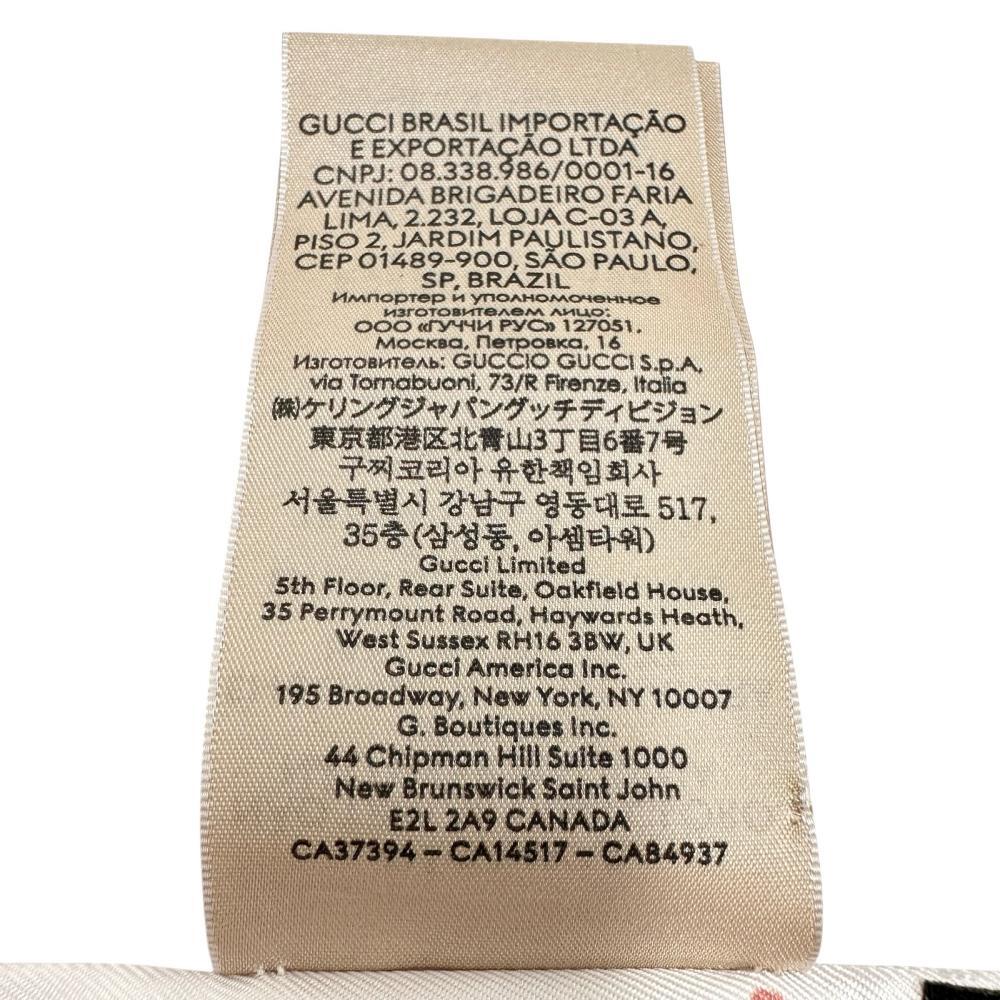 GUCCI BRASIL IMPORTAÇÃO
E EXPORTAÇÃO LTDA
CNPJ: 08.338.986/0001-16
AVENIDA BRIGADEIRO FARIA
LIMA, 2.232, LOJA C-03 A,
PISO 2, JARDIM PAULISTANO,
CEP 01489-900, SÃO PAULO,
SP, BRAZIL
Импортер и уполномоченное
изготовителем лицо:
ООО «ГУЧЧИ РУС» 127051,
Москва, Петровка, 16
Изготовитель: GUCCIO GUCCI S.p.A.
via Tornabuoni, 73/R Firenze, Italia
㈱ケリングジャパングッチディビジョン
東京都港区北青山3丁目6番7号
구찌코리아 유한책임회사
서울특별시 강남구 영동대로 517,
35층 (삼성동, 아셈타워)
Gucci Limited
5th Floor, Rear Suite, Oakfield House,
35 Perrymount Road, Haywards Heath,
West Sussex RH16 3BW, UK
Gucci America Inc.
195 Broadway, New York, NY 10007
G. Boutiques Inc.
44 Chipman Hill Suite 1000
New Brunswick Saint John
E2L 2A9 CANADA
CA37394 – CA14517 – CA84937